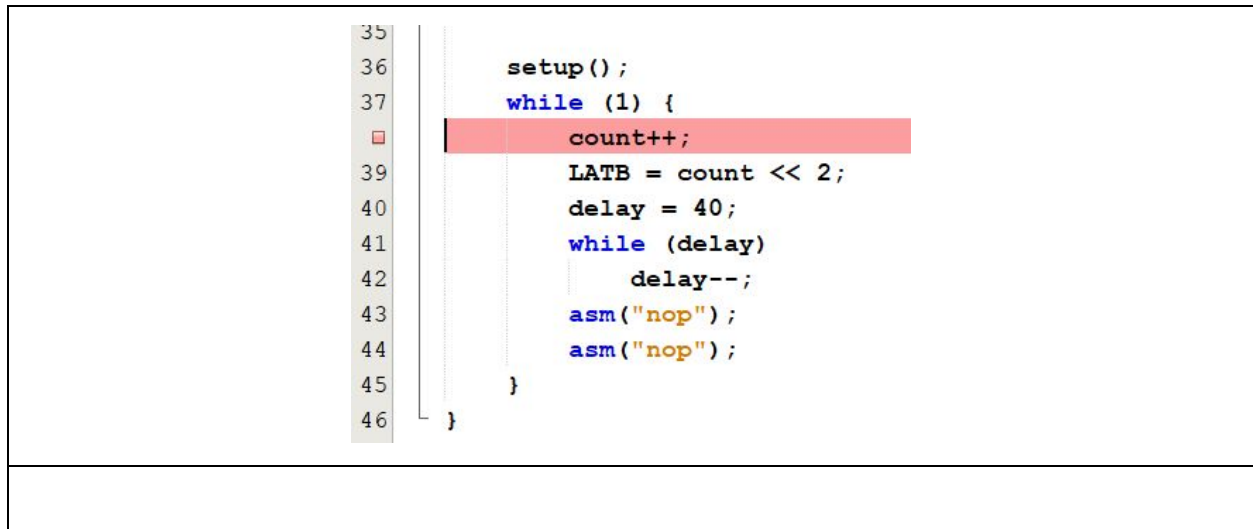 35
36 setup();
37 while (1) {
count++;
39 LATB = count << 2;
40 delay = 40;
41 while (delay)
42 delay--;
43 asm("nop");
44 asm("nop");
45 }
46 }